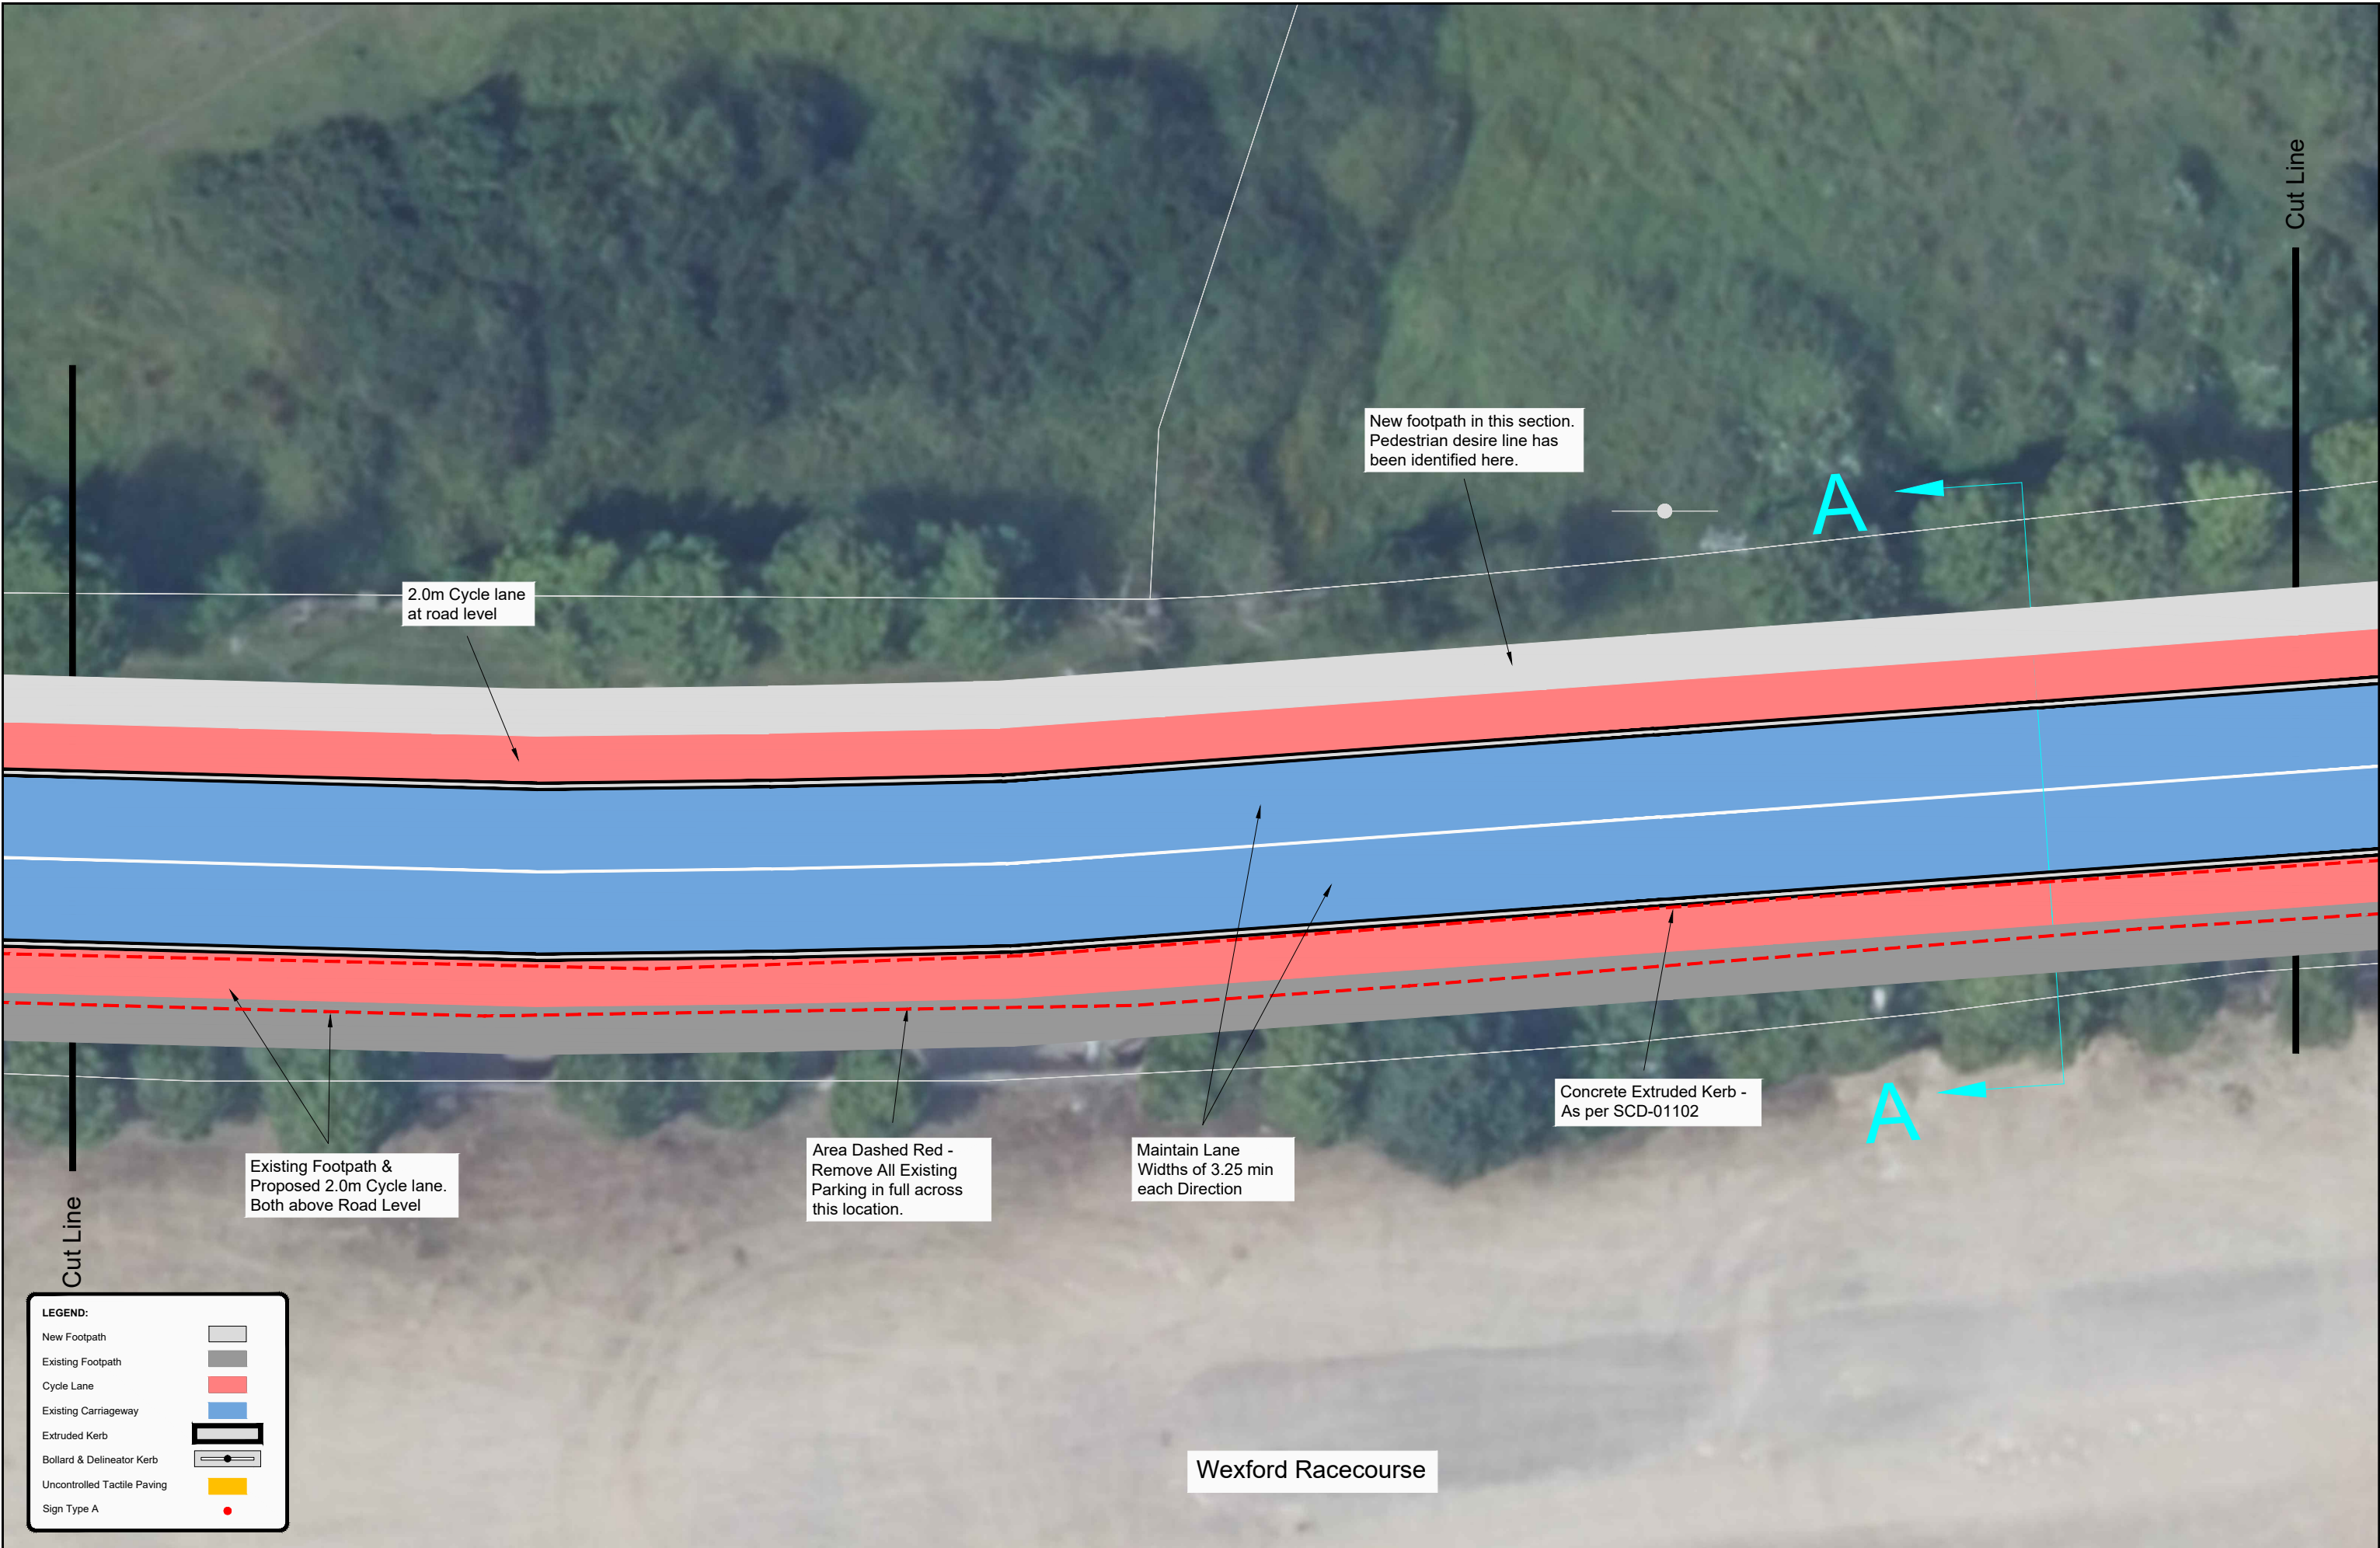 Cut Line
New footpath in this section.
Pedestrian desire line has
been identified here.
A
2.0m Cycle lane
at road level
Concrete Extruded Kerb -
As per SCD-01102
A
Area Dashed Red -
Remove All Existing
Parking in full across
this location.
Maintain Lane
Widths of 3.25 min
each Direction
Existing Footpath &
Proposed 2.0m Cycle lane.
Both above Road Level
Cut Line
LEGEND:
New Footpath
Existing Footpath
Cycle Lane
Existing Carriageway
Extruded Kerb
Bollard & Delineator Kerb
Uncontrolled Tactile Paving
Sign Type A
Wexford Racecourse